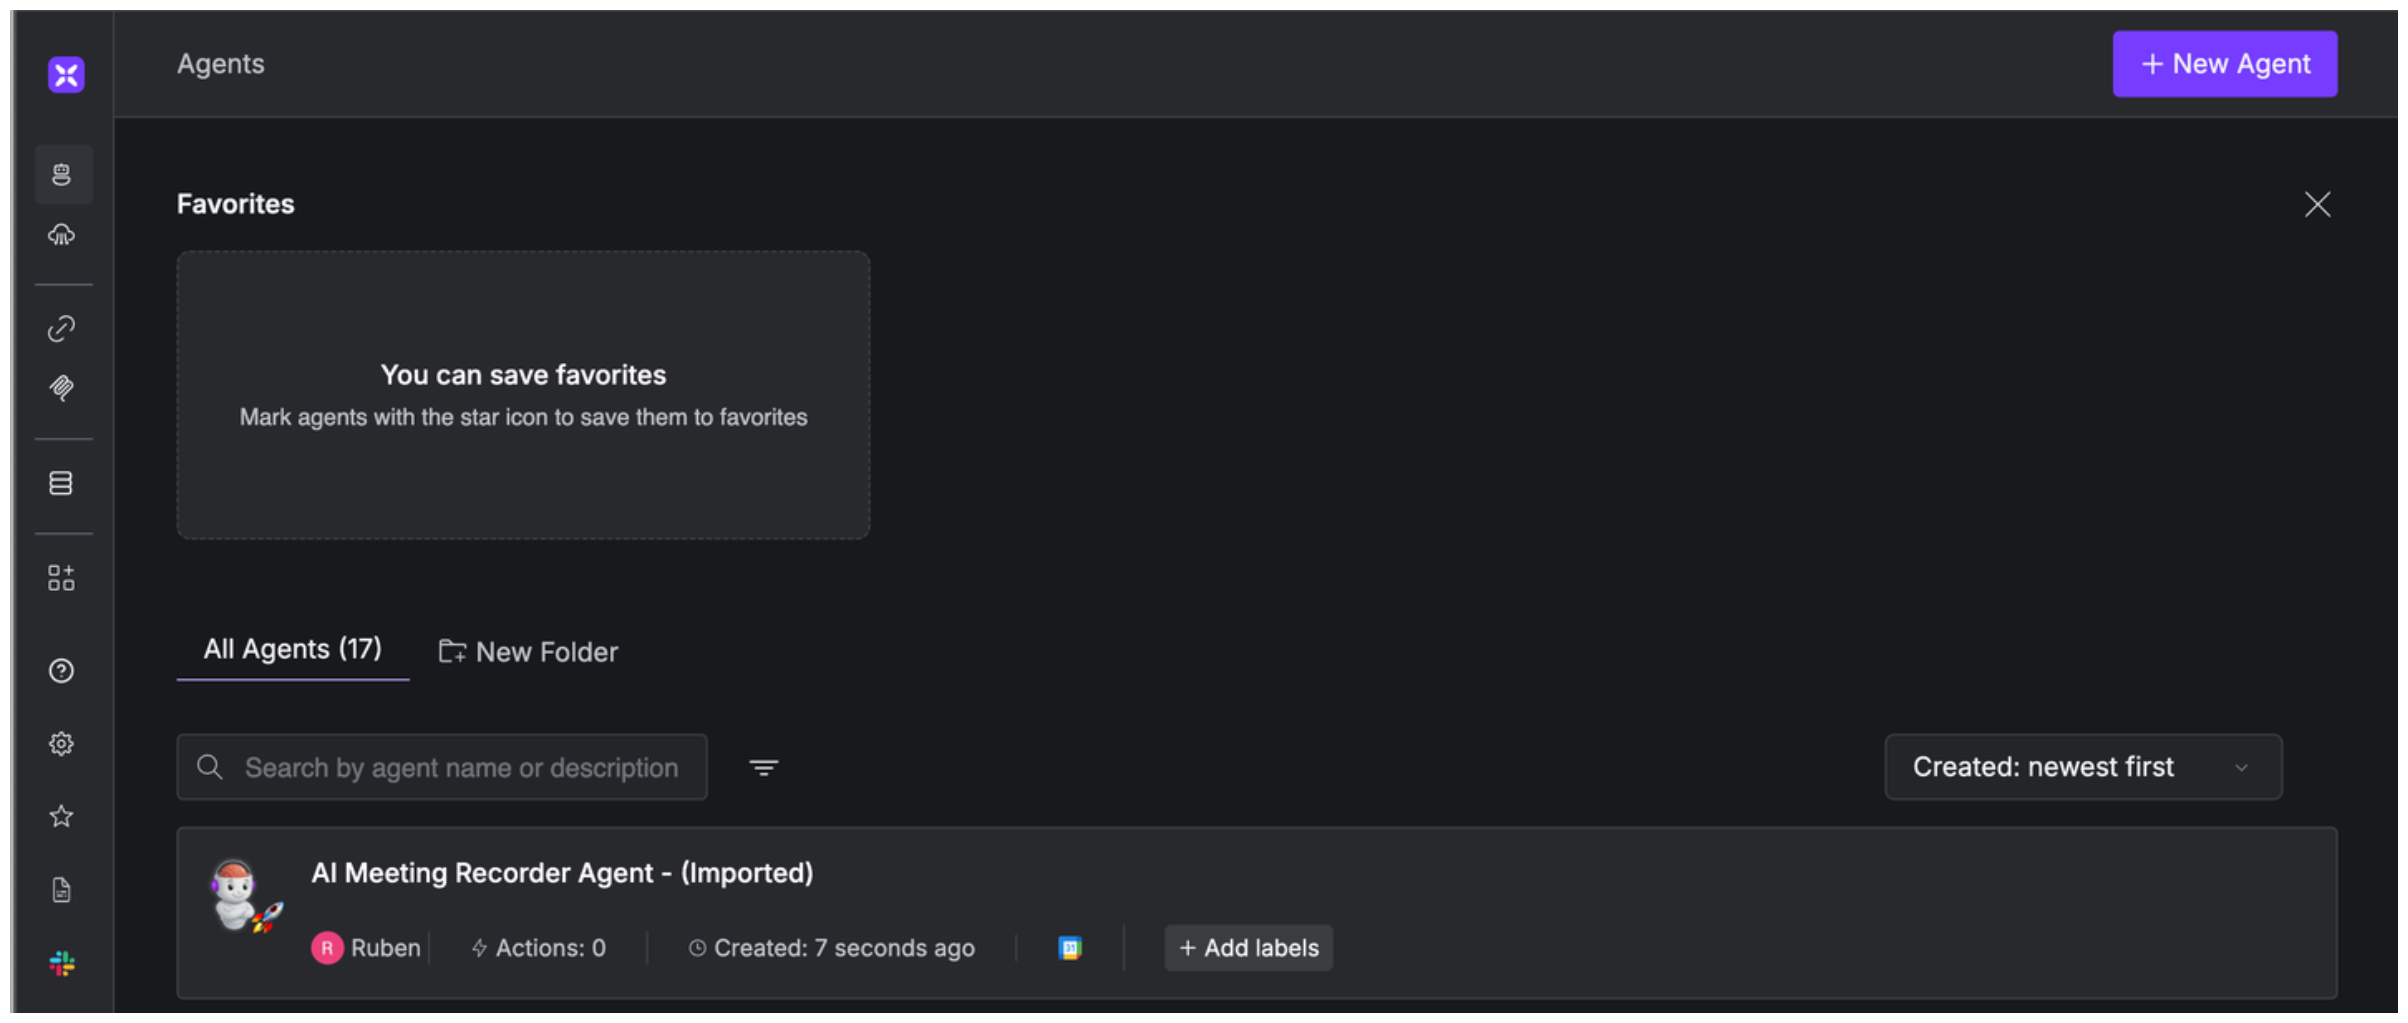 Agents
+ New Agent
Favorites
You can save favorites
Mark agents with the star icon to save them to favorites
All Agents (17)
New Folder
Search by agent name or description
Created: newest first
AI Meeting Recorder Agent - (Imported)
R Ruben
Actions: 0
Created: 7 seconds ago
31
+ Add labels